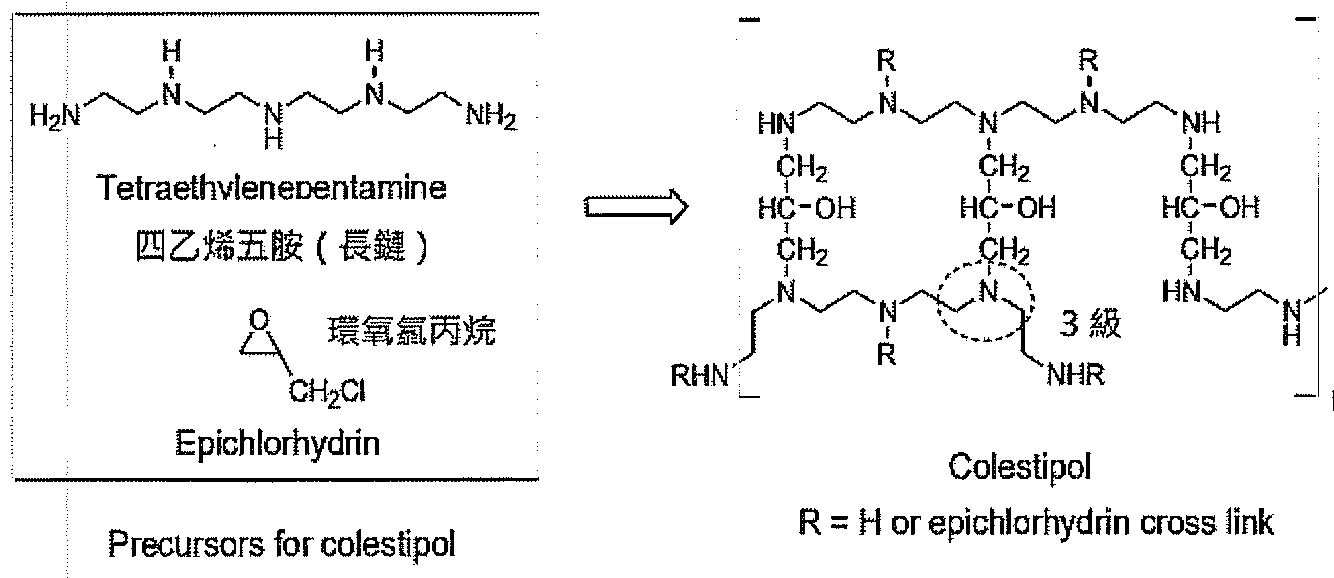 H
H
H₂N
N
N
N
NH₂
H
Tetraethylenepentamine
四乙烯五胺(長鏈)
O
環氧氯丙烷
CH₂Cl
Epichlorhydrin
Precursors for colestipol
R
R
HN
N
N
N
NH
CH₂
CH₂
CH₂
HC-OH
HC-OH
HC-OH
CH₂
CH₂
CH₂
N
N
N
HN
N
R
H
3級
RHN
NHR
Colestipol
R = H or epichlorhydrin cross link